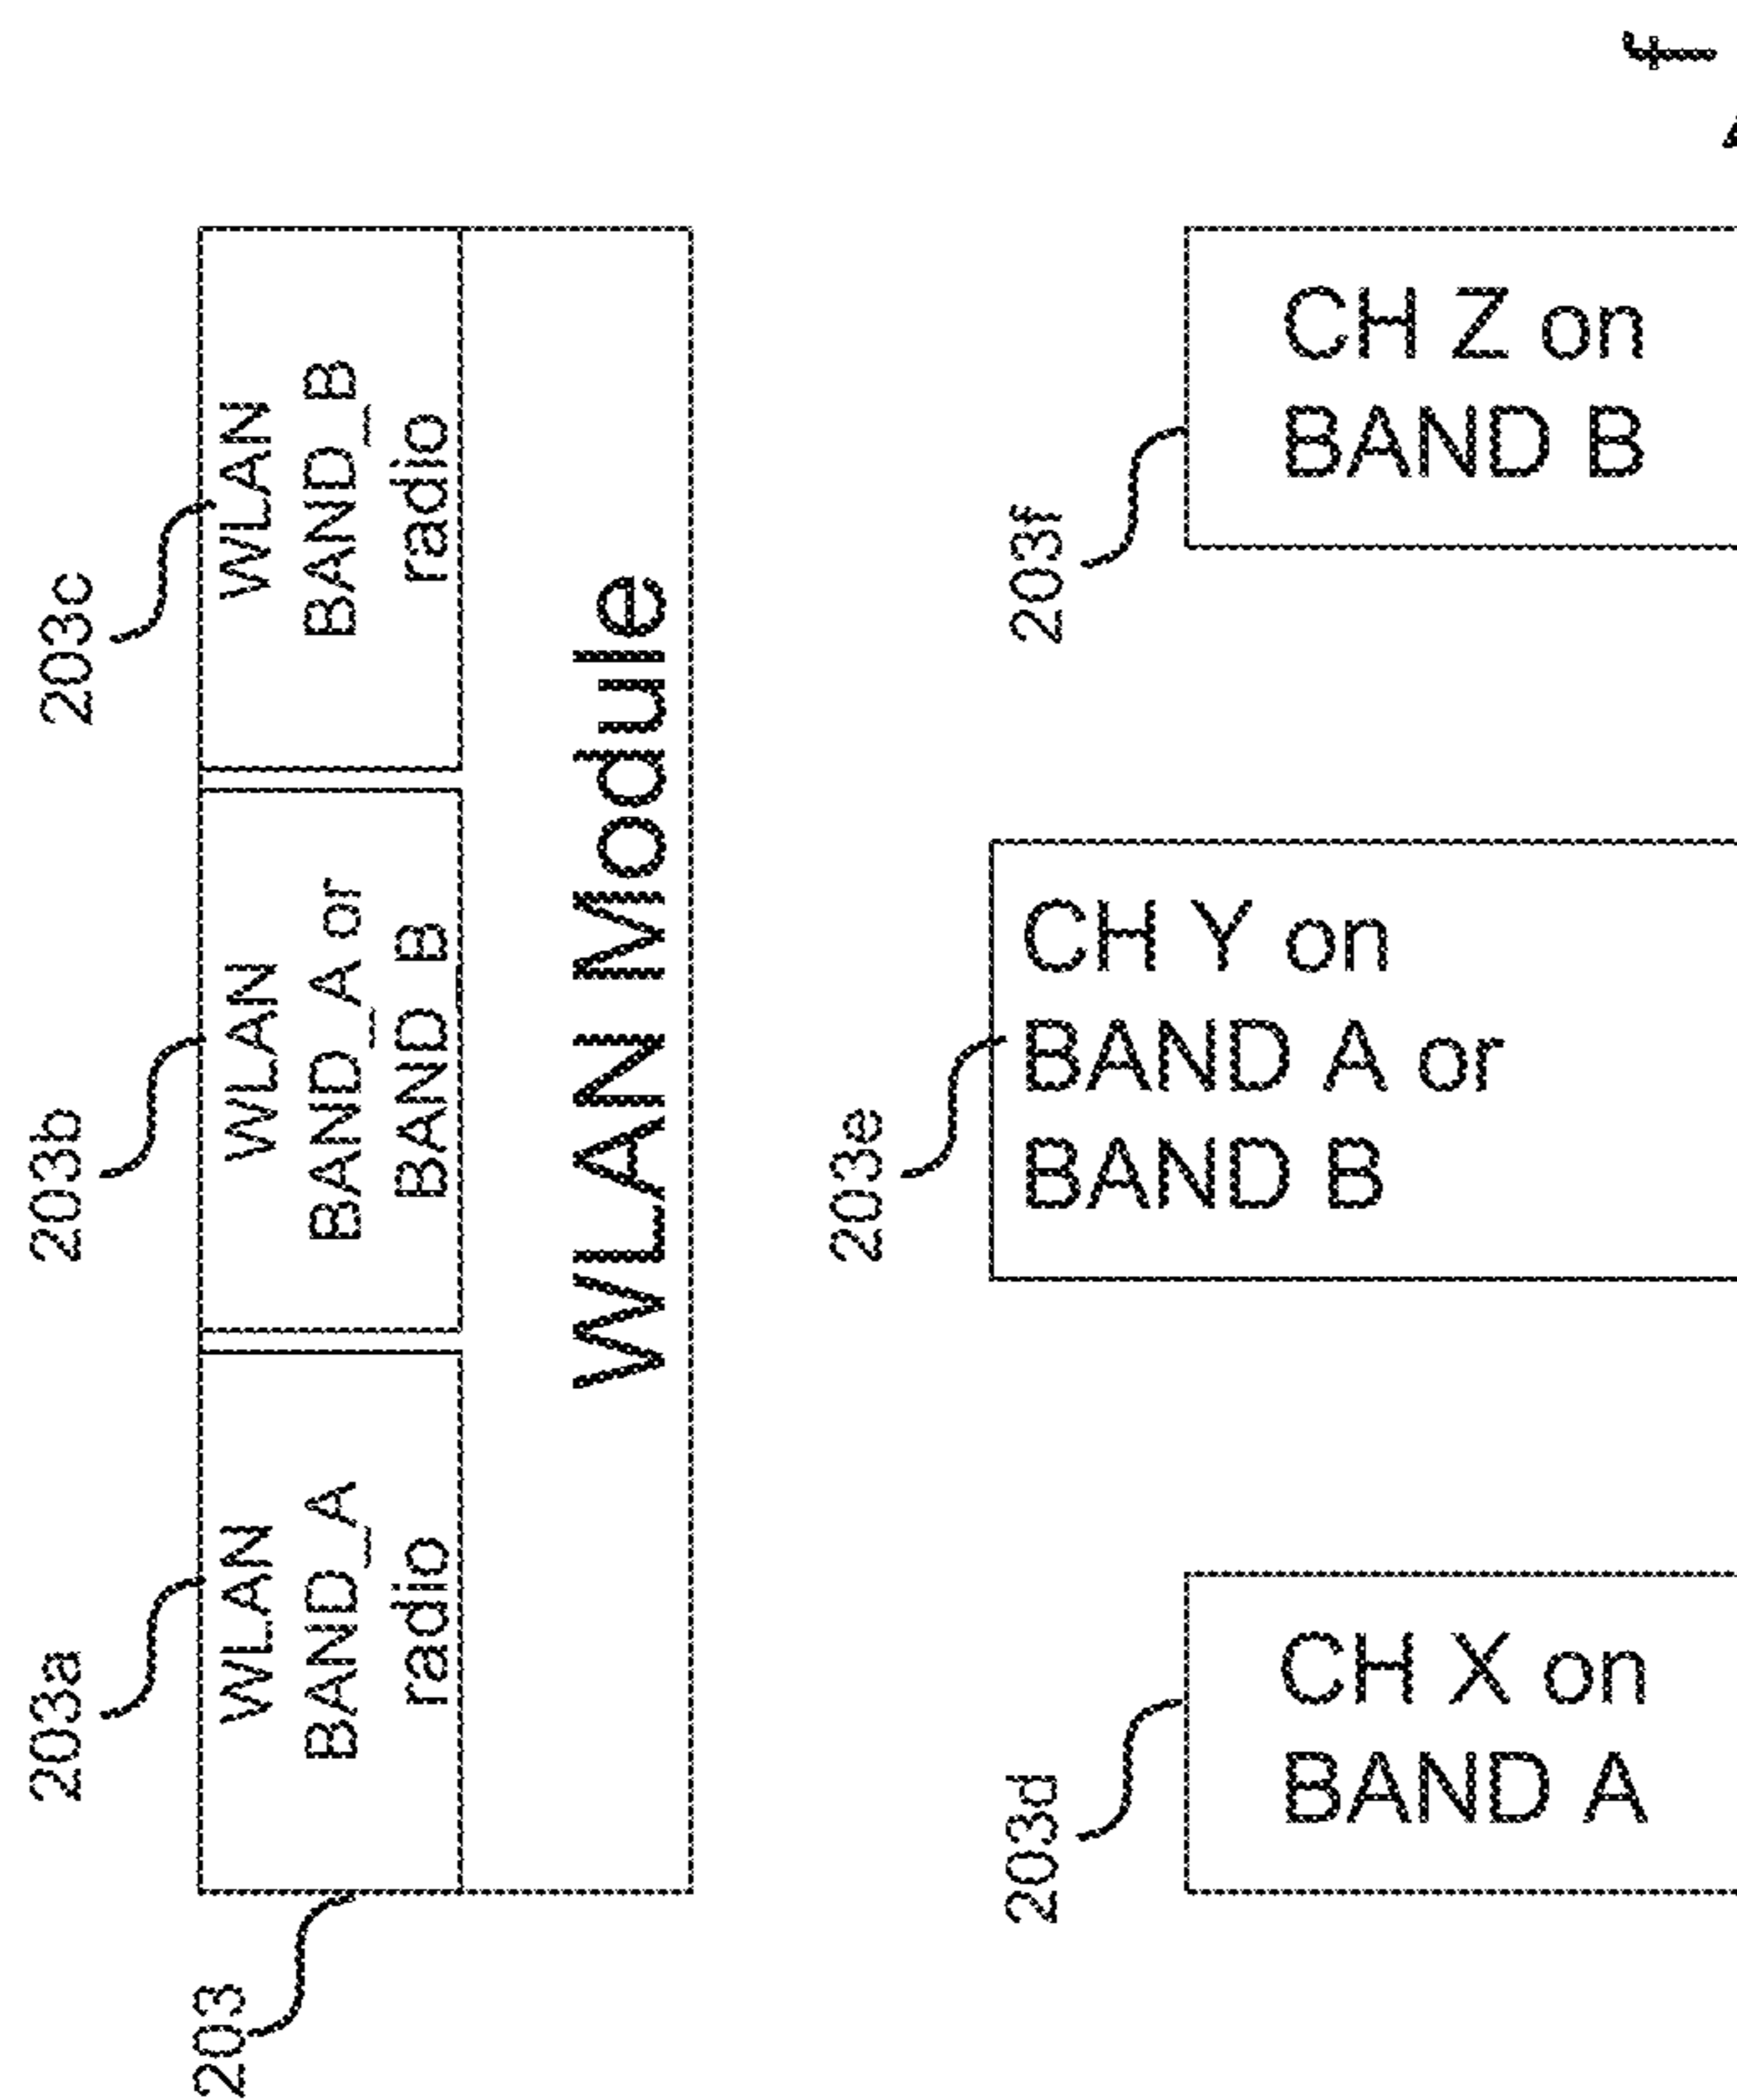 203
203a
WLAN
BAND_A
radio
203b
WLAN
BAND_A or
BAND_B
203c
WLAN
BAND_B
radio
WLAN Module
203d
CH X on
BAND A
203e
CH Y on
BAND A or
BAND B
203f
CH Z on
BAND B
f